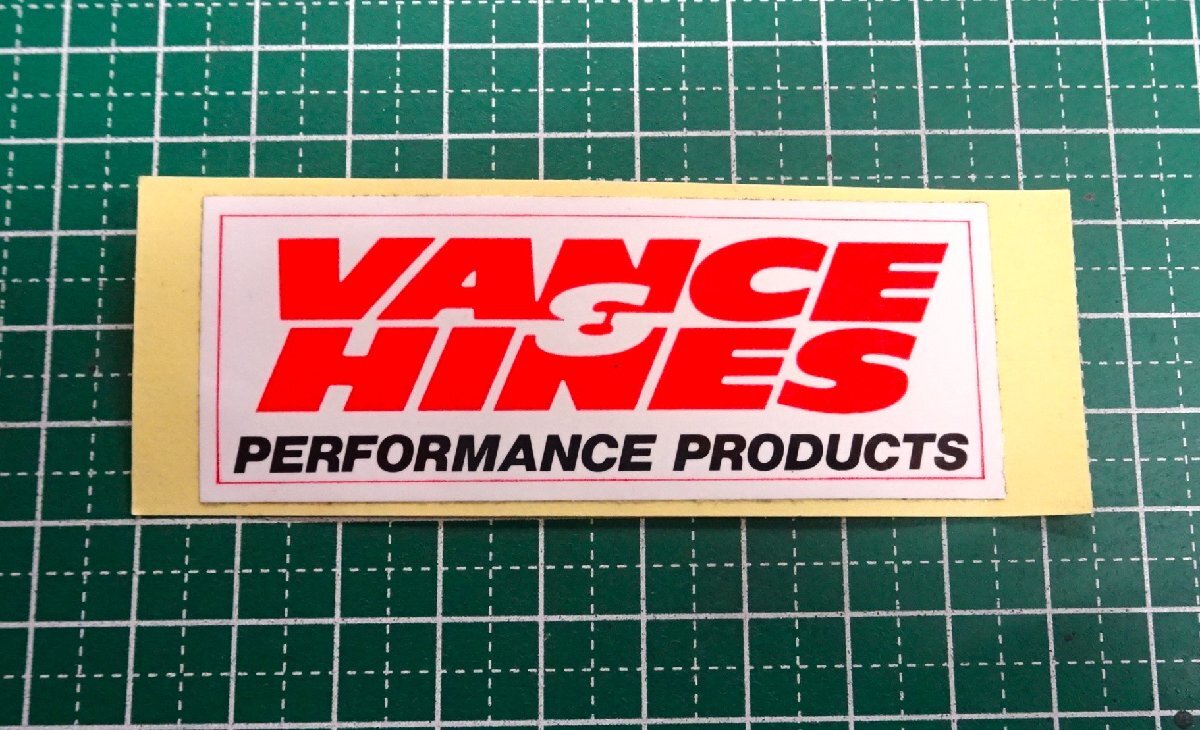 VANCE
&
HINES
PERFORMANCE PRODUCTS